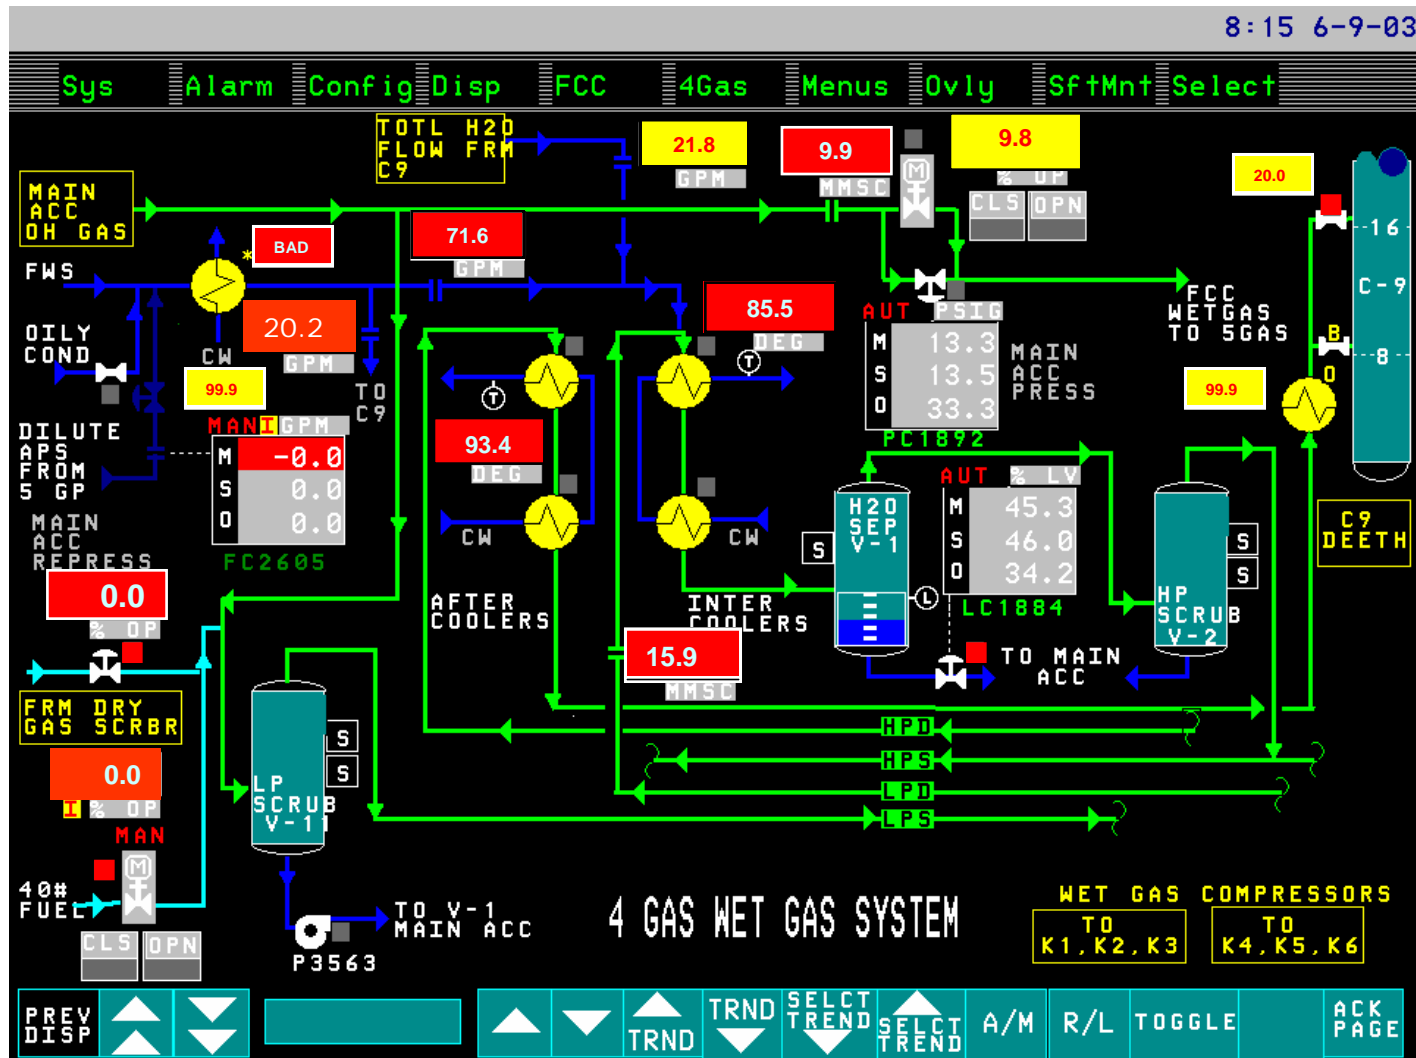 8:15 6-9-03
Sys Alarm Config Disp FCC 4Gas Menus Ovly SftMnt Select
TOTL H2O
FLOW FRM
C9
21.8
GPM
9.9
MMSC
M
9.8
% OP
CLS OPN
20.0
MAIN
ACC
OH GAS
71.6
GPM
* BAD
FWS
20.2
GPM
CW
99.9
OILY
COND
TO
C9
85.5
DEG
T
T
93.4
DEG
CW
CW
AUT PSIG
M 13.3
S 13.5
O 33.3
PC1892
MAIN
ACC
PRESS
FCC
WETGAS
TO 5GAS
16
C-9
8
B
O
99.9
C9
DEETH
DILUTE
APS
FROM
5 GP
MAN I GPM
M -0.0
S 0.0
O 0.0
FC2605
MAIN
ACC
REPRESS
0.0
% OP
FRM DRY
GAS SCRBR
0.0
I % OP
MAN
M
40#
FUEL
CLS OPN
AFTER
COOLERS
INTER
COOLERS
15.9
MMSC
H2O
SEP
V-1
S
L
AUT % LV
M 45.3
S 46.0
O 34.2
LC1884
TO MAIN
ACC
HP
SCRUB
V-2
S
S
LP
SCRUB
V-11
S
S
HPD
HPS
LPD
LPS
TO V-1
MAIN ACC
P3563
4 GAS WET GAS SYSTEM
WET GAS COMPRESSORS
TO
K1,K2,K3
TO
K4,K5,K6
PREV
DISP
TRND
TRND
SELCT
TREND
SELCT
TREND
A/M
R/L
TOGGLE
ACK
PAGE